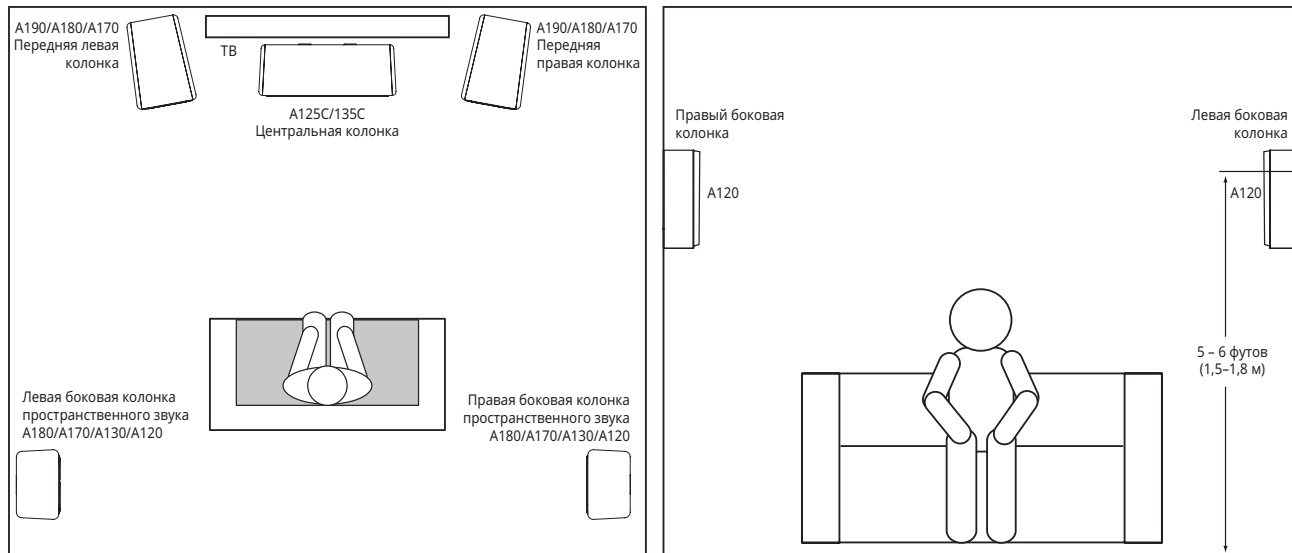 A190/A180/A170
Передняя левая
колонка
ТВ
A190/A180/A170
Передняя
правая колонка
A125C/135C
Центральная колонка
Левая боковая колонка
пространственного звука
A180/A170/A130/A120
Правая боковая колонка
пространственного звука
A180/A170/A130/A120
Правый боковая
колонка
A120
Левая боковая
колонка
A120
5 – 6 футов
(1,5–1,8 м)